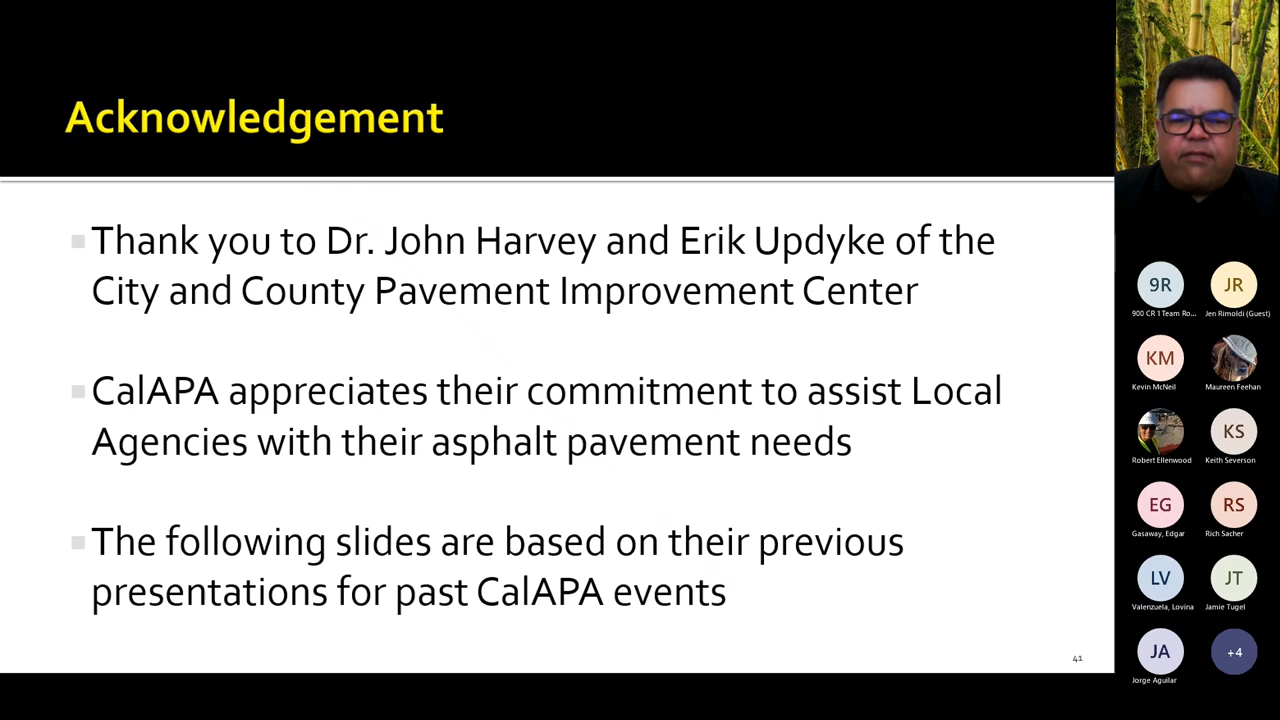 Acknowledgement
Thank you to Dr. John Harvey and Erik Updyke of the
City and County Pavement Improvement Center
CalAPA appreciates their commitment to assist Local
Agencies with their asphalt pavement needs
The following slides are based on their previous
presentations for past CalAPA events
41
9R JR
900 CR 1 Team Ro... Jen Rimoldi (Guest)
KM
Kevin McNeil Maureen Feehan
KS
Robert Ellenwood Keith Severson
EG RS
Gasaway, Edgar Rich Sacher
LV JT
Valenzuela, Lovina Jamie Tugel
JA +4
Jorge Aguilar